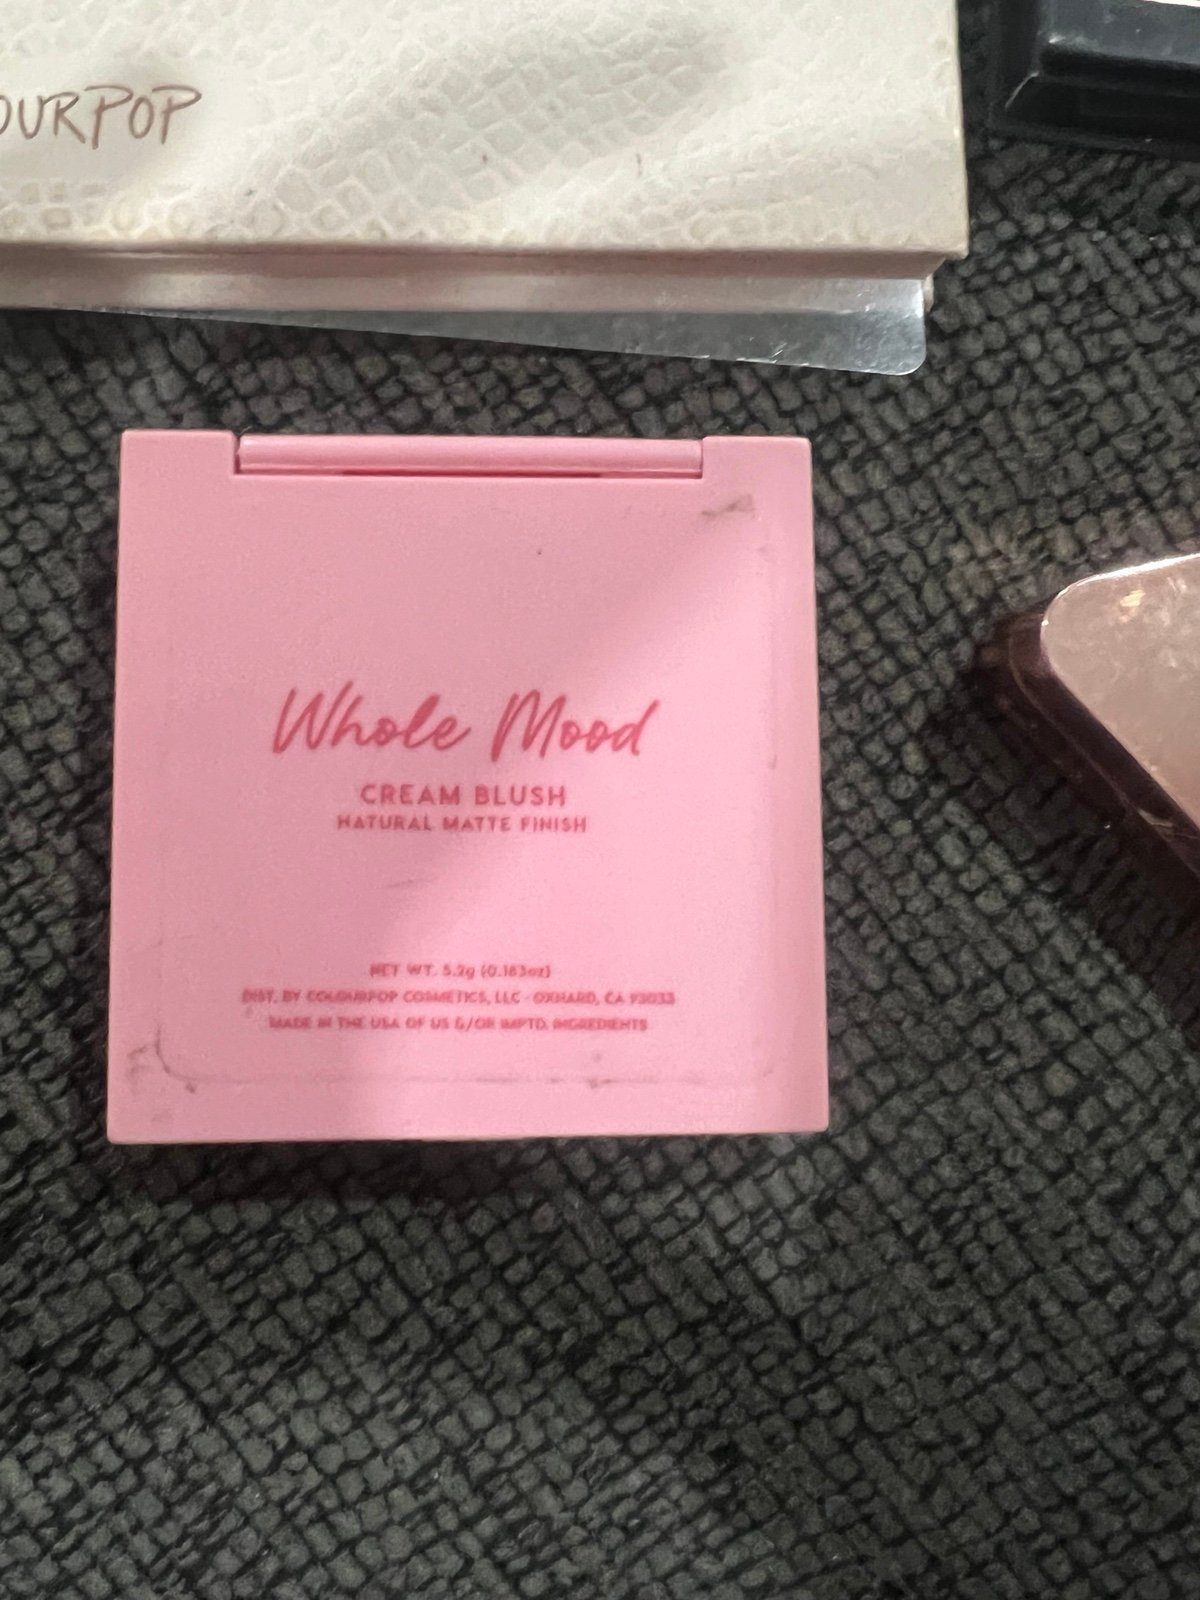 OURPOP
Whole Mood
CREAM BLUSH
NATURAL MATTE FINISH
NET WT. 5.2g (0.183oz)
DIST. BY COLOURPOP COSMETICS, LLC · OXNARD, CA 93033
MADE IN THE USA OF US &/OR IMPTD. INGREDIENTS